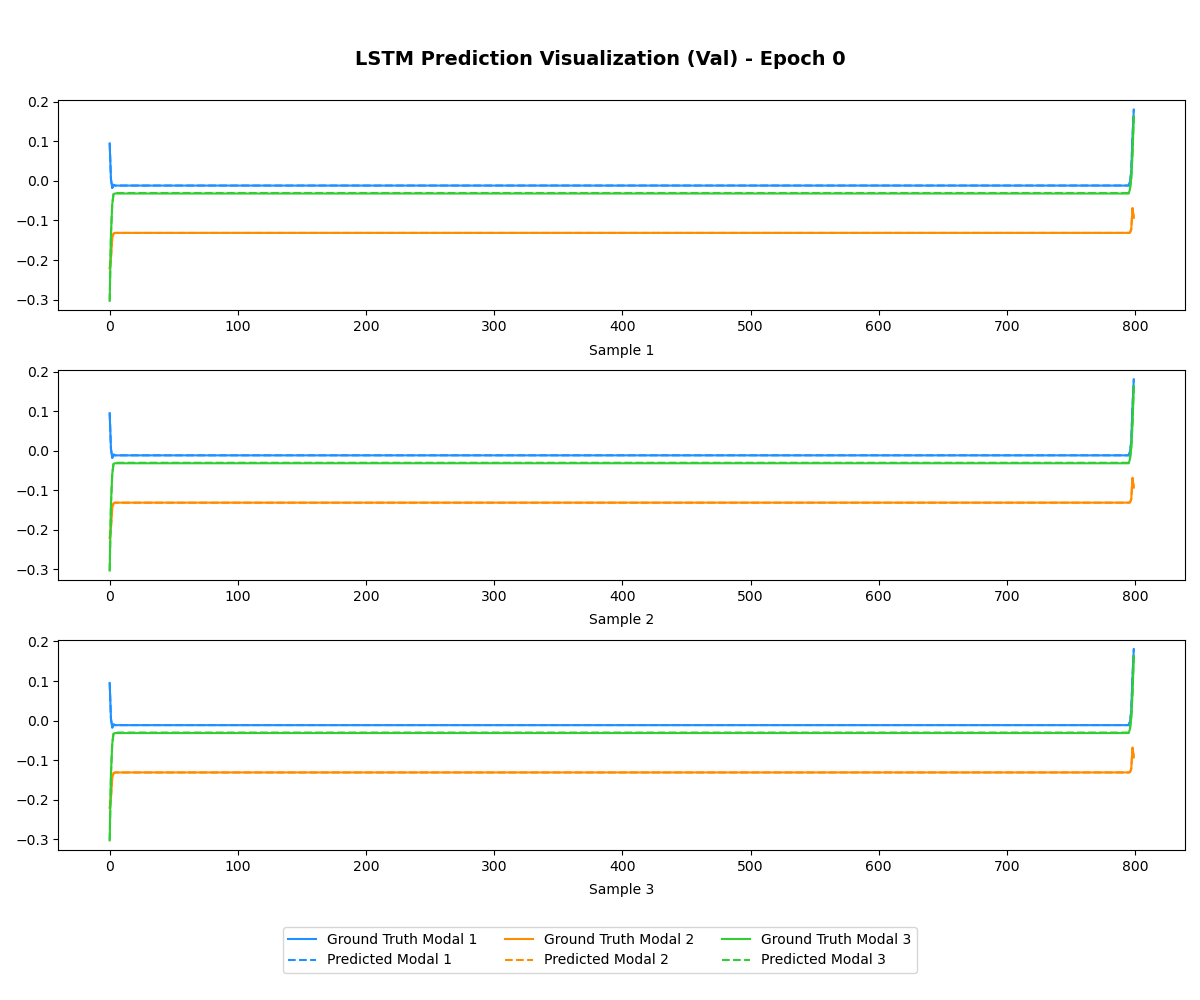 LSTM Prediction Visualization (Val) - Epoch 0
0.2
0.1
0.0
−0.1
−0.2
−0.3
0 100 200 300 400 500 600 700 800
Sample 1
0.2
0.1
0.0
−0.1
−0.2
−0.3
0 100 200 300 400 500 600 700 800
Sample 2
0.2
0.1
0.0
−0.1
−0.2
−0.3
0 100 200 300 400 500 600 700 800
Sample 3
Ground Truth Modal 1 Ground Truth Modal 2 Ground Truth Modal 3
Predicted Modal 1 Predicted Modal 2 Predicted Modal 3